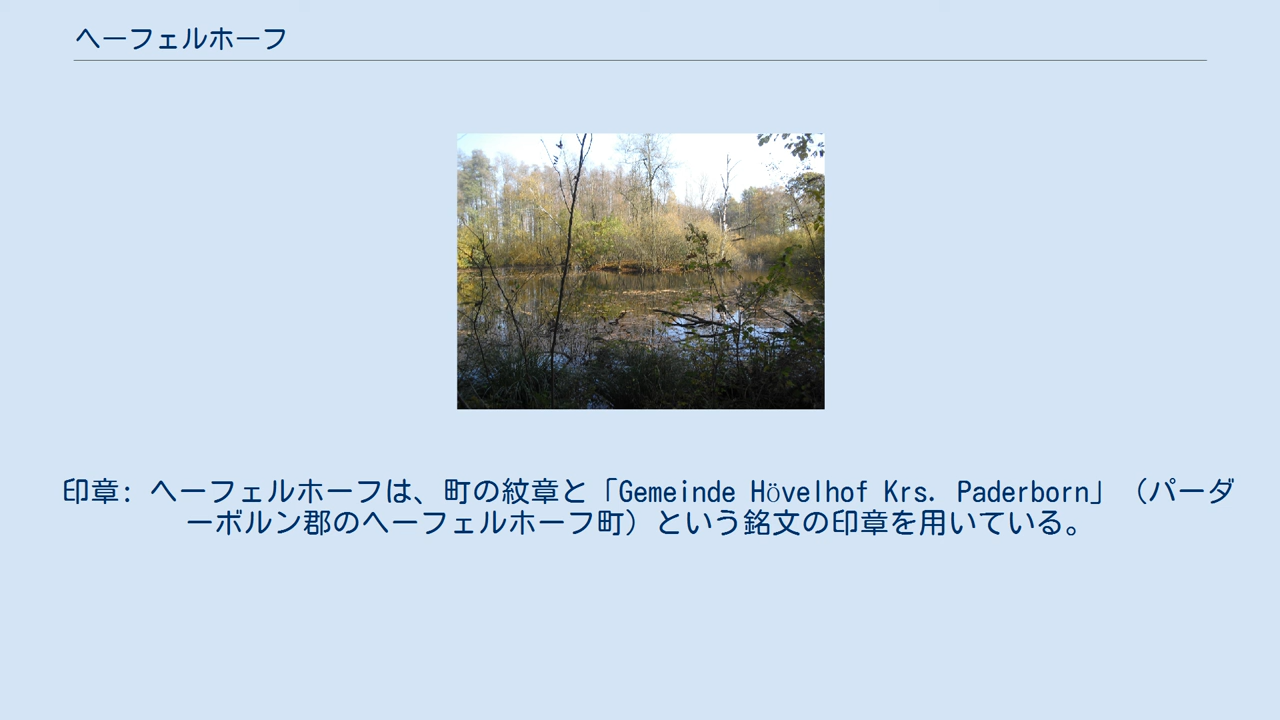 ヘーフェルホーフ
印章: ヘーフェルホーフは、町の紋章と「Gemeinde Hövelhof Krs. Paderborn」（パーダ
ーボルン郡のヘーフェルホーフ町）という銘文の印章を用いている。